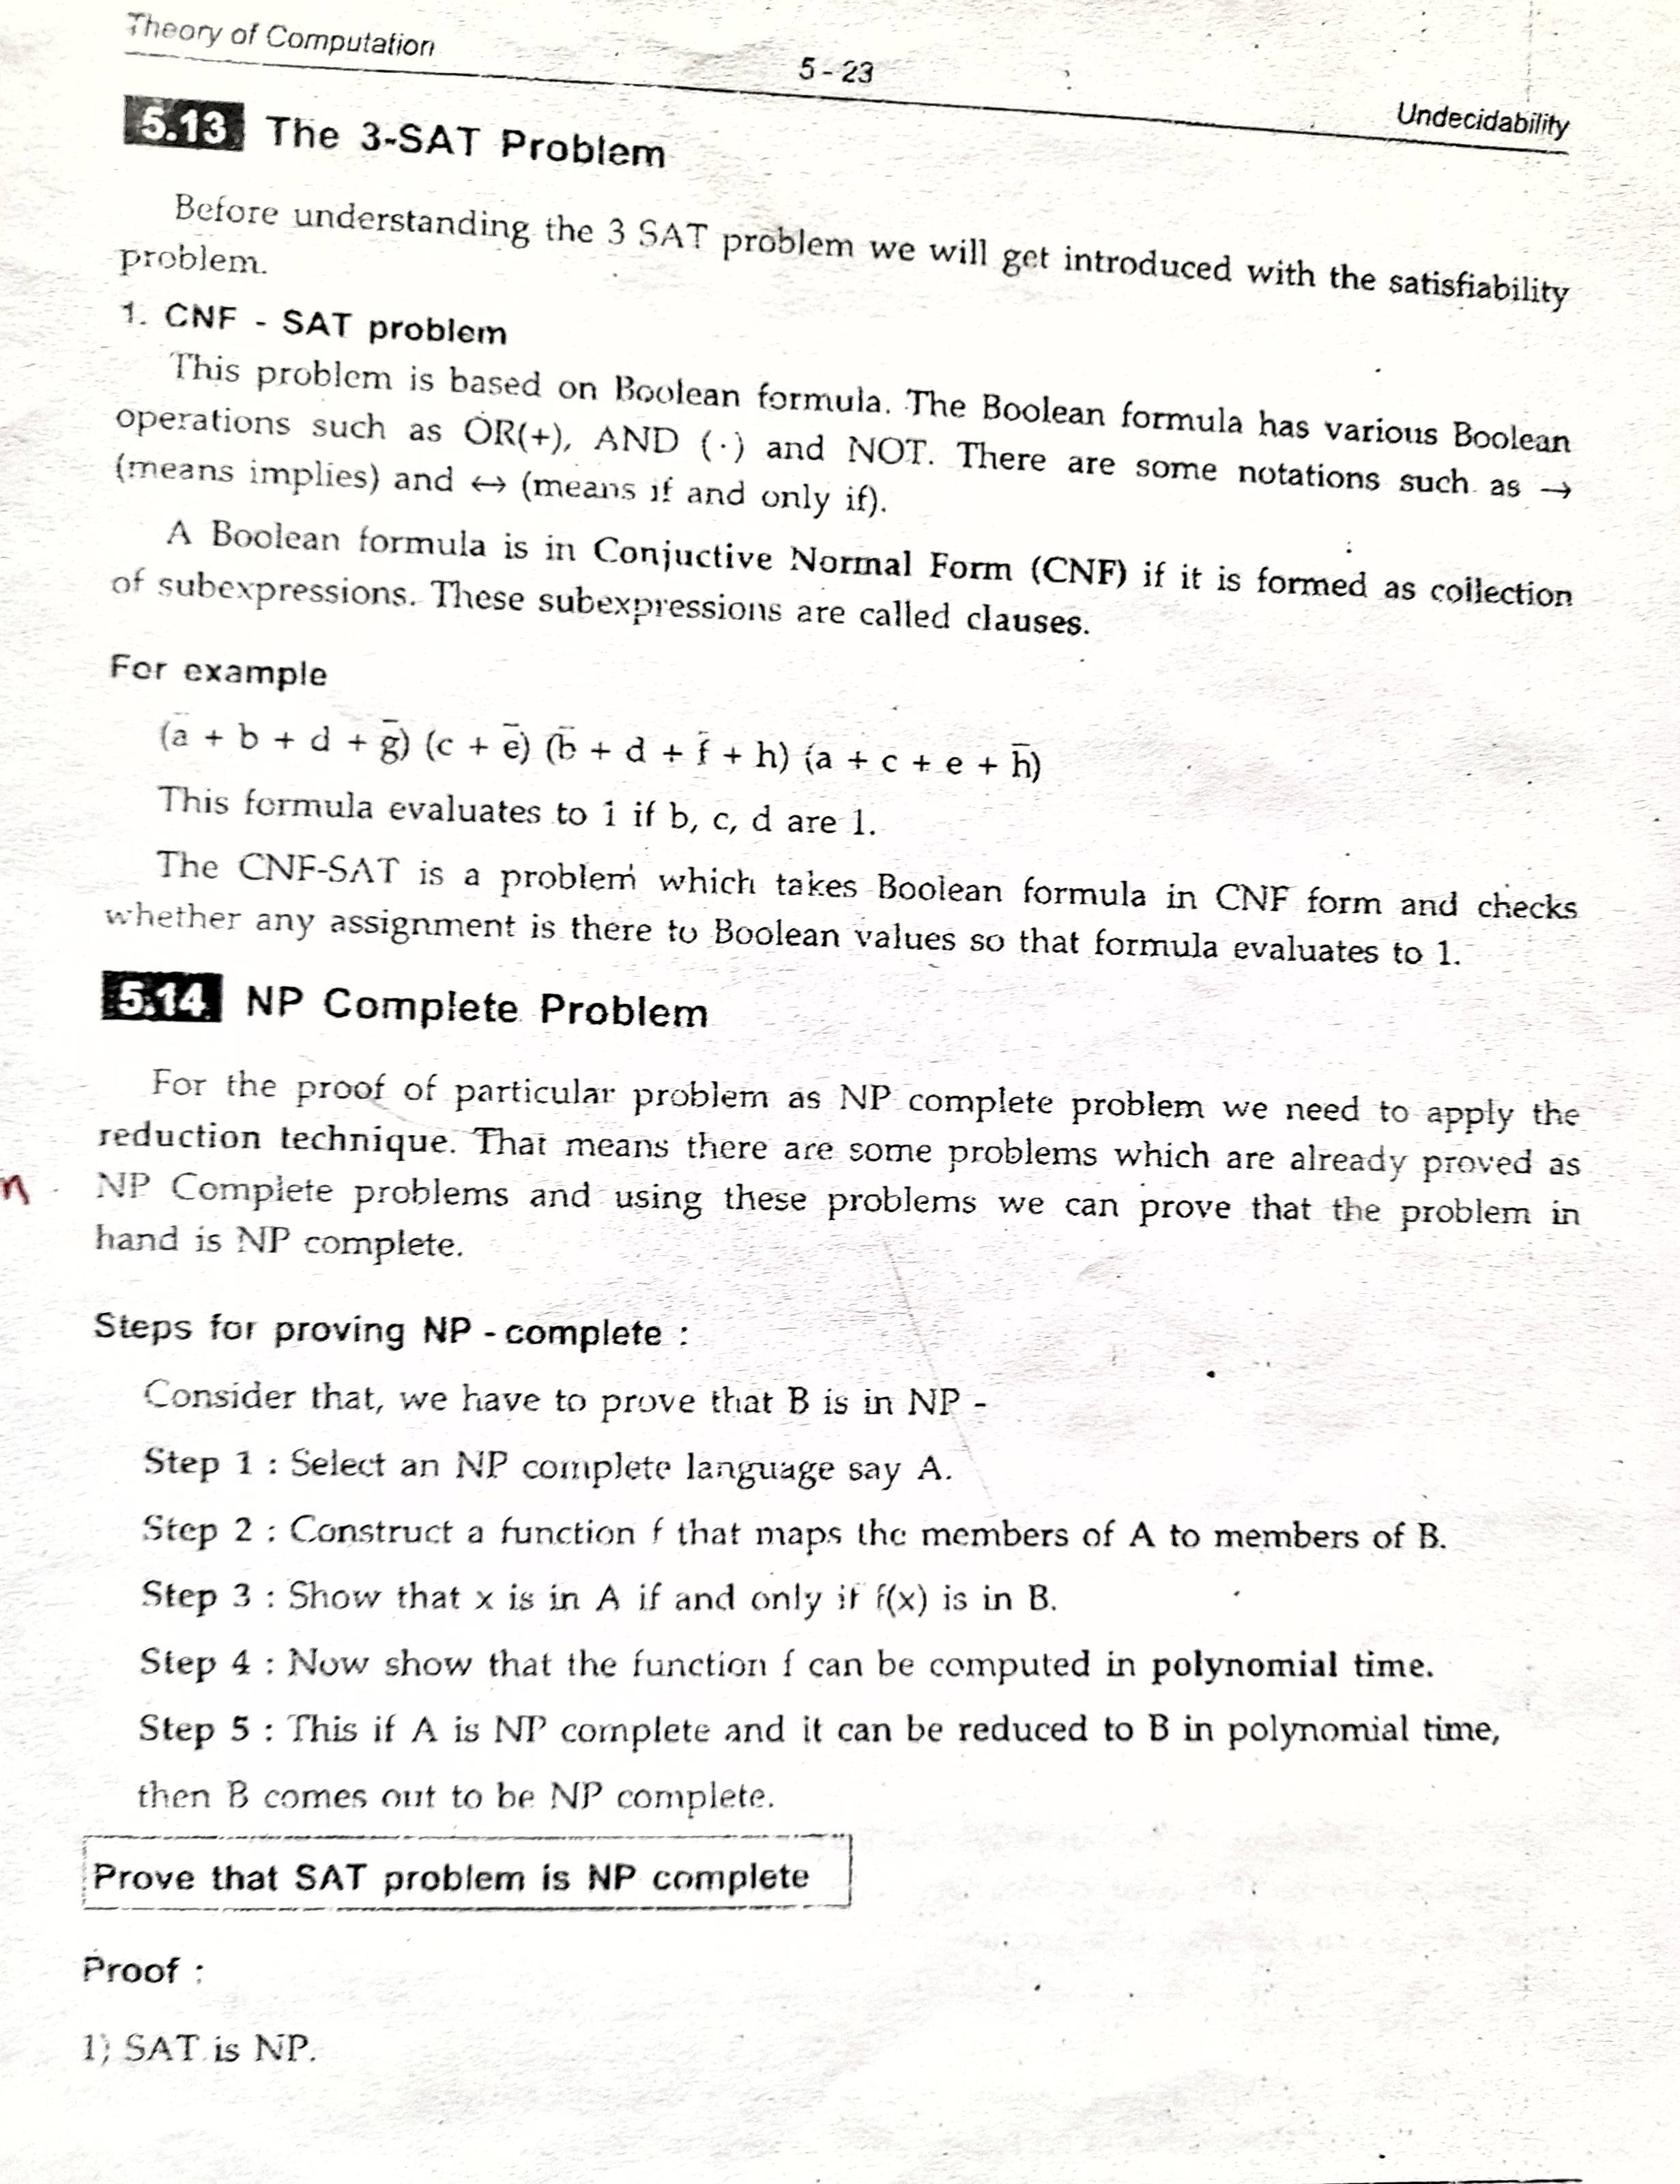 Theory of Computation
5 - 23
Undecidability
5.13 The 3-SAT Problem
Before understanding the 3 SAT problem we will get introduced with the satisfiability
problem.
1. CNF - SAT problem
This problem is based on Boolean formula. The Boolean formula has various Boolean
operations such as OR(+), AND (·) and NOT. There are some notations such as →
(means implies) and ↔ (means if and only if).
A Boolean formula is in Conjuctive Normal Form (CNF) if it is formed as collection
of subexpressions. These subexpressions are called clauses.
For example
(a̅ + b + d + g̅) (c + e̅) (b̅ + d + f̅ + h) (a + c + e + h̅)
This formula evaluates to 1 if b, c, d are 1.
The CNF-SAT is a problem which takes Boolean formula in CNF form and checks
whether any assignment is there to Boolean values so that formula evaluates to 1.
5.14 NP Complete Problem
For the proof of particular problem as NP complete problem we need to apply the
reduction technique. That means there are some problems which are already proved as
n NP Complete problems and using these problems we can prove that the problem in
hand is NP complete.
Steps for proving NP - complete :
Consider that, we have to prove that B is in NP -
Step 1 : Select an NP complete language say A.
Step 2 : Construct a function f that maps the members of A to members of B.
Step 3 : Show that x is in A if and only if f(x) is in B.
Step 4 : Now show that the function f can be computed in polynomial time.
Step 5 : This if A is NP complete and it can be reduced to B in polynomial time,
then B comes out to be NP complete.
Prove that SAT problem is NP complete
Proof :
1) SAT is NP.